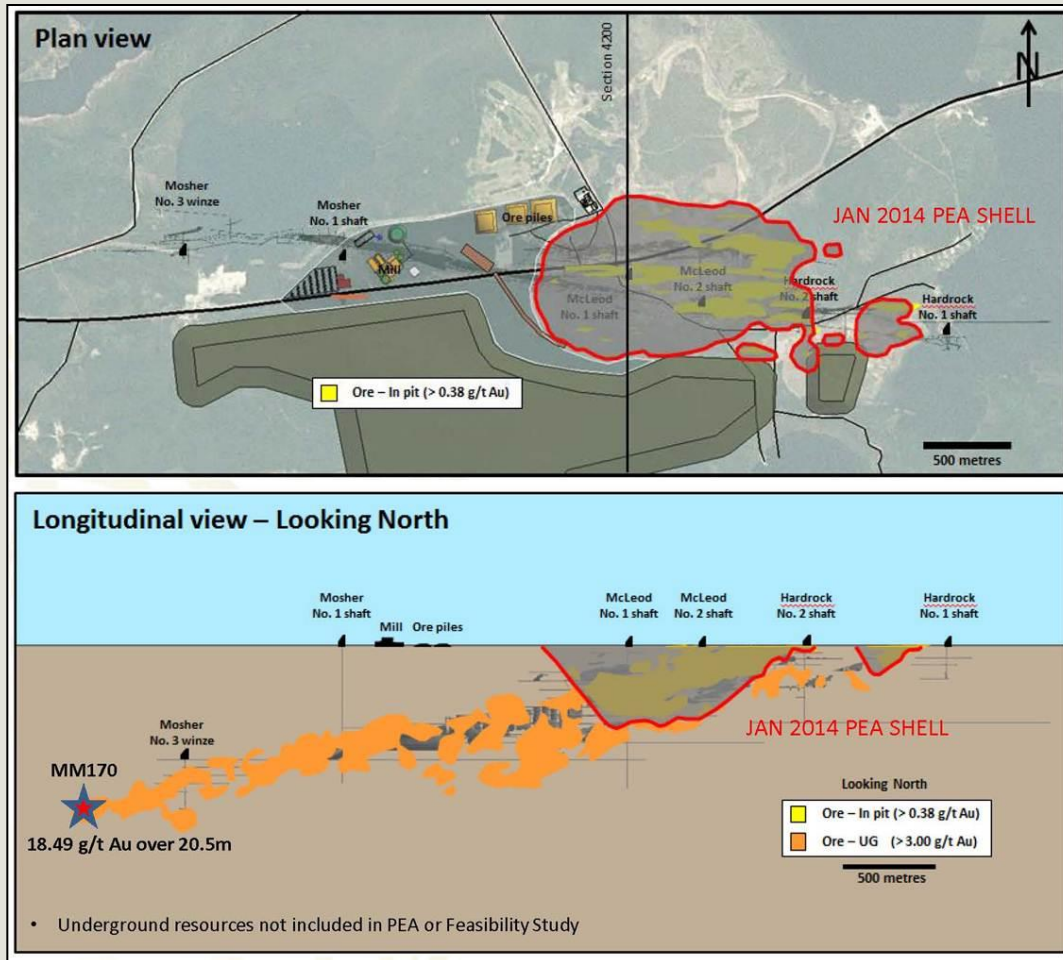 Plan view
Section 4200
N
Mosher
No. 3 winze
Mosher
No. 1 shaft
Ore piles
Mill
JAN 2014 PEA SHELL
McLeod
No. 2 shaft
McLeod
No. 1 shaft
Hardrock
No. 2 shaft
Hardrock
No. 1 shaft
Ore – In pit (> 0.38 g/t Au)
500 metres
Longitudinal view – Looking North
Mosher
No. 1 shaft
Mill Ore piles
McLeod
No. 1 shaft
McLeod
No. 2 shaft
Hardrock
No. 2 shaft
Hardrock
No. 1 shaft
Mosher
No. 3 winze
JAN 2014 PEA SHELL
MM170
18.49 g/t Au over 20.5m
Looking North
Ore – In pit (> 0.38 g/t Au)
Ore – UG (> 3.00 g/t Au)
500 metres
• Underground resources not included in PEA or Feasibility Study